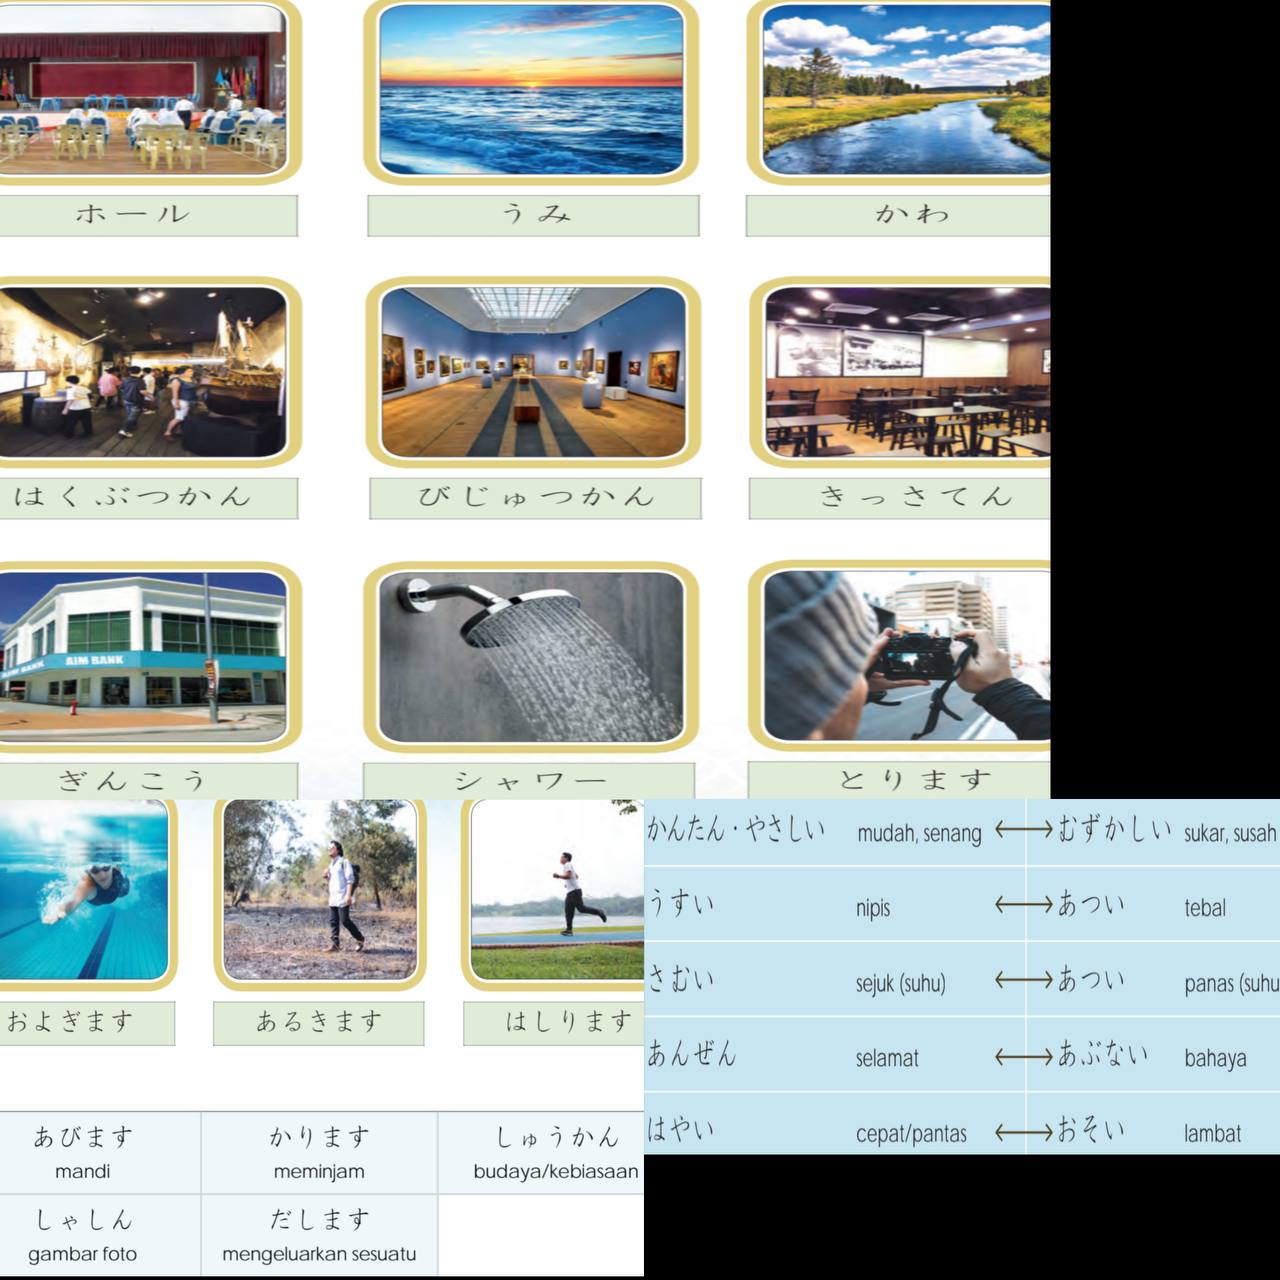 ホール
うみ
かわ
はくぶつかん
びじゅつかん
きっさてん
AIM BANK
ぎんこう
シャワー
とります
およぎます
あるきます
はしります
あびます
mandi
かります
meminjam
しゅうかん
budaya/kebiasaan
しゃしん
gambar foto
だします
mengeluarkan sesuatu
かんたん・やさしい mudah, senang ⟷ むずかしい sukar, susah
うすい nipis ⟷ あつい tebal
さむい sejuk (suhu) ⟷ あつい panas (suhu
あんぜん selamat ⟷ あぶない bahaya
はやい cepat/pantas ⟷ おそい lambat